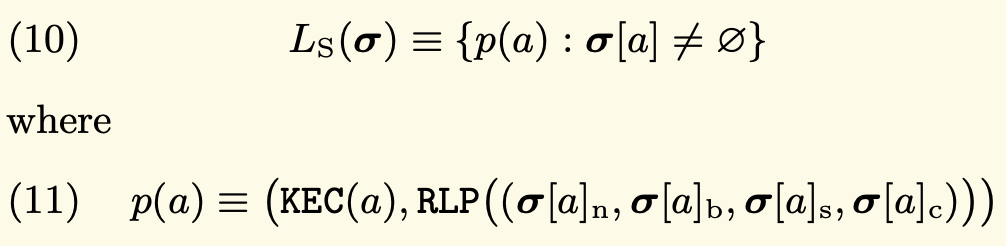 (10) L_S(σ) ≡ {p(a) : σ[a] ≠ ∅}
where
(11) p(a) ≡ (KEC(a), RLP((σ[a]_n, σ[a]_b, σ[a]_s, σ[a]_c)))